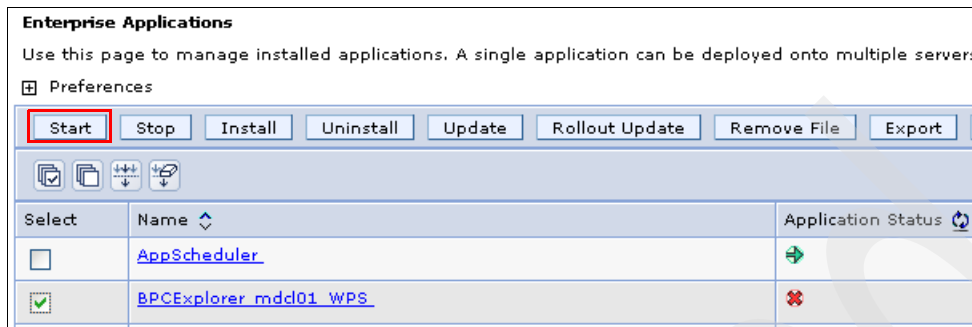 Enterprise Applications
Use this page to manage installed applications. A single application can be deployed onto multiple servers
Preferences
Start Stop Install Uninstall Update Rollout Update Remove File Export
Select Name Application Status
AppScheduler
BPCExplorer_mdcl01_WPS